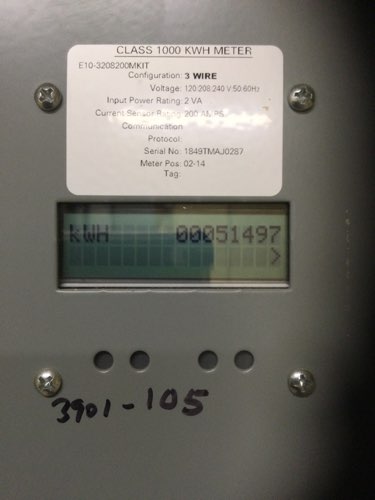 CLASS 1000 KWH METER
E10-3208200MKIT
Configuration: 3 WIRE
Voltage: 120:208:240 V:50:60Hz
Input Power Rating: 2 VA
Current Sensor Rating: 200 AMPS
Communication
Protocol:
Serial No: 1849TMAJ0287
Meter Pos: 02-14
Tag:
kWH 00051497
>
3901-105